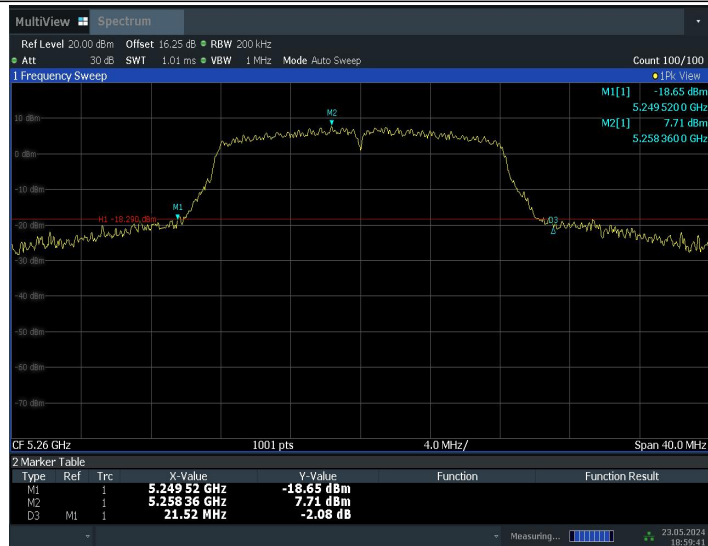 MultiView Spectrum
Ref Level 20.00 dBm Offset 16.25 dB RBW 200 kHz
Att 30 dB SWT 1.01 ms VBW 1 MHz Mode Auto Sweep Count 100/100
1 Frequency Sweep 1Pk View
M1[1] -18.65 dBm
5.249 520 0 GHz
M2[1] 7.71 dBm
5.258 360 0 GHz
M2
10 dBm
0 dBm
-10 dBm
M1
H1 -18.290 dBm
D3
-20 dBm
-30 dBm
-40 dBm
-50 dBm
-60 dBm
-70 dBm
CF 5.26 GHz 1001 pts 4.0 MHz/ Span 40.0 MHz
2 Marker Table
Type Ref Trc X-Value Y-Value Function Function Result
M1 1 5.249 52 GHz -18.65 dBm
M2 1 5.258 36 GHz 7.71 dBm
D3 M1 1 21.52 MHz -2.08 dB
Measuring... 23.05.2024
18:59:41